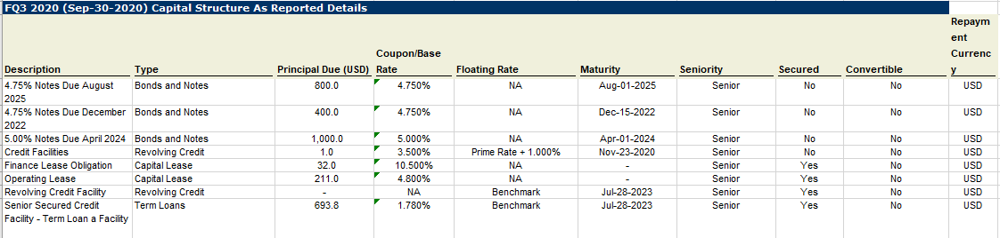 FQ3 2020 (Sep-30-2020) Capital Structure As Reported Details
Description Type Principal Due (USD) Coupon/Base Rate Floating Rate Maturity Seniority Secured Convertible Repayment Currency
4.75% Notes Due August 2025 Bonds and Notes 800.0 4.750% NA Aug-01-2025 Senior No No USD
4.75% Notes Due December 2022 Bonds and Notes 400.0 4.750% NA Dec-15-2022 Senior No No USD
5.00% Notes Due April 2024 Bonds and Notes 1,000.0 5.000% NA Apr-01-2024 Senior No No USD
Credit Facilities Revolving Credit 1.0 3.500% Prime Rate + 1.000% Nov-23-2020 Senior No No USD
Finance Lease Obligation Capital Lease 32.0 10.500% NA - Senior Yes No USD
Operating Lease Capital Lease 211.0 4.800% NA - Senior Yes No USD
Revolving Credit Facility Revolving Credit - NA Benchmark Jul-28-2023 Senior Yes No USD
Senior Secured Credit Facility - Term Loan a Facility Term Loans 693.8 1.780% Benchmark Jul-28-2023 Senior Yes No USD